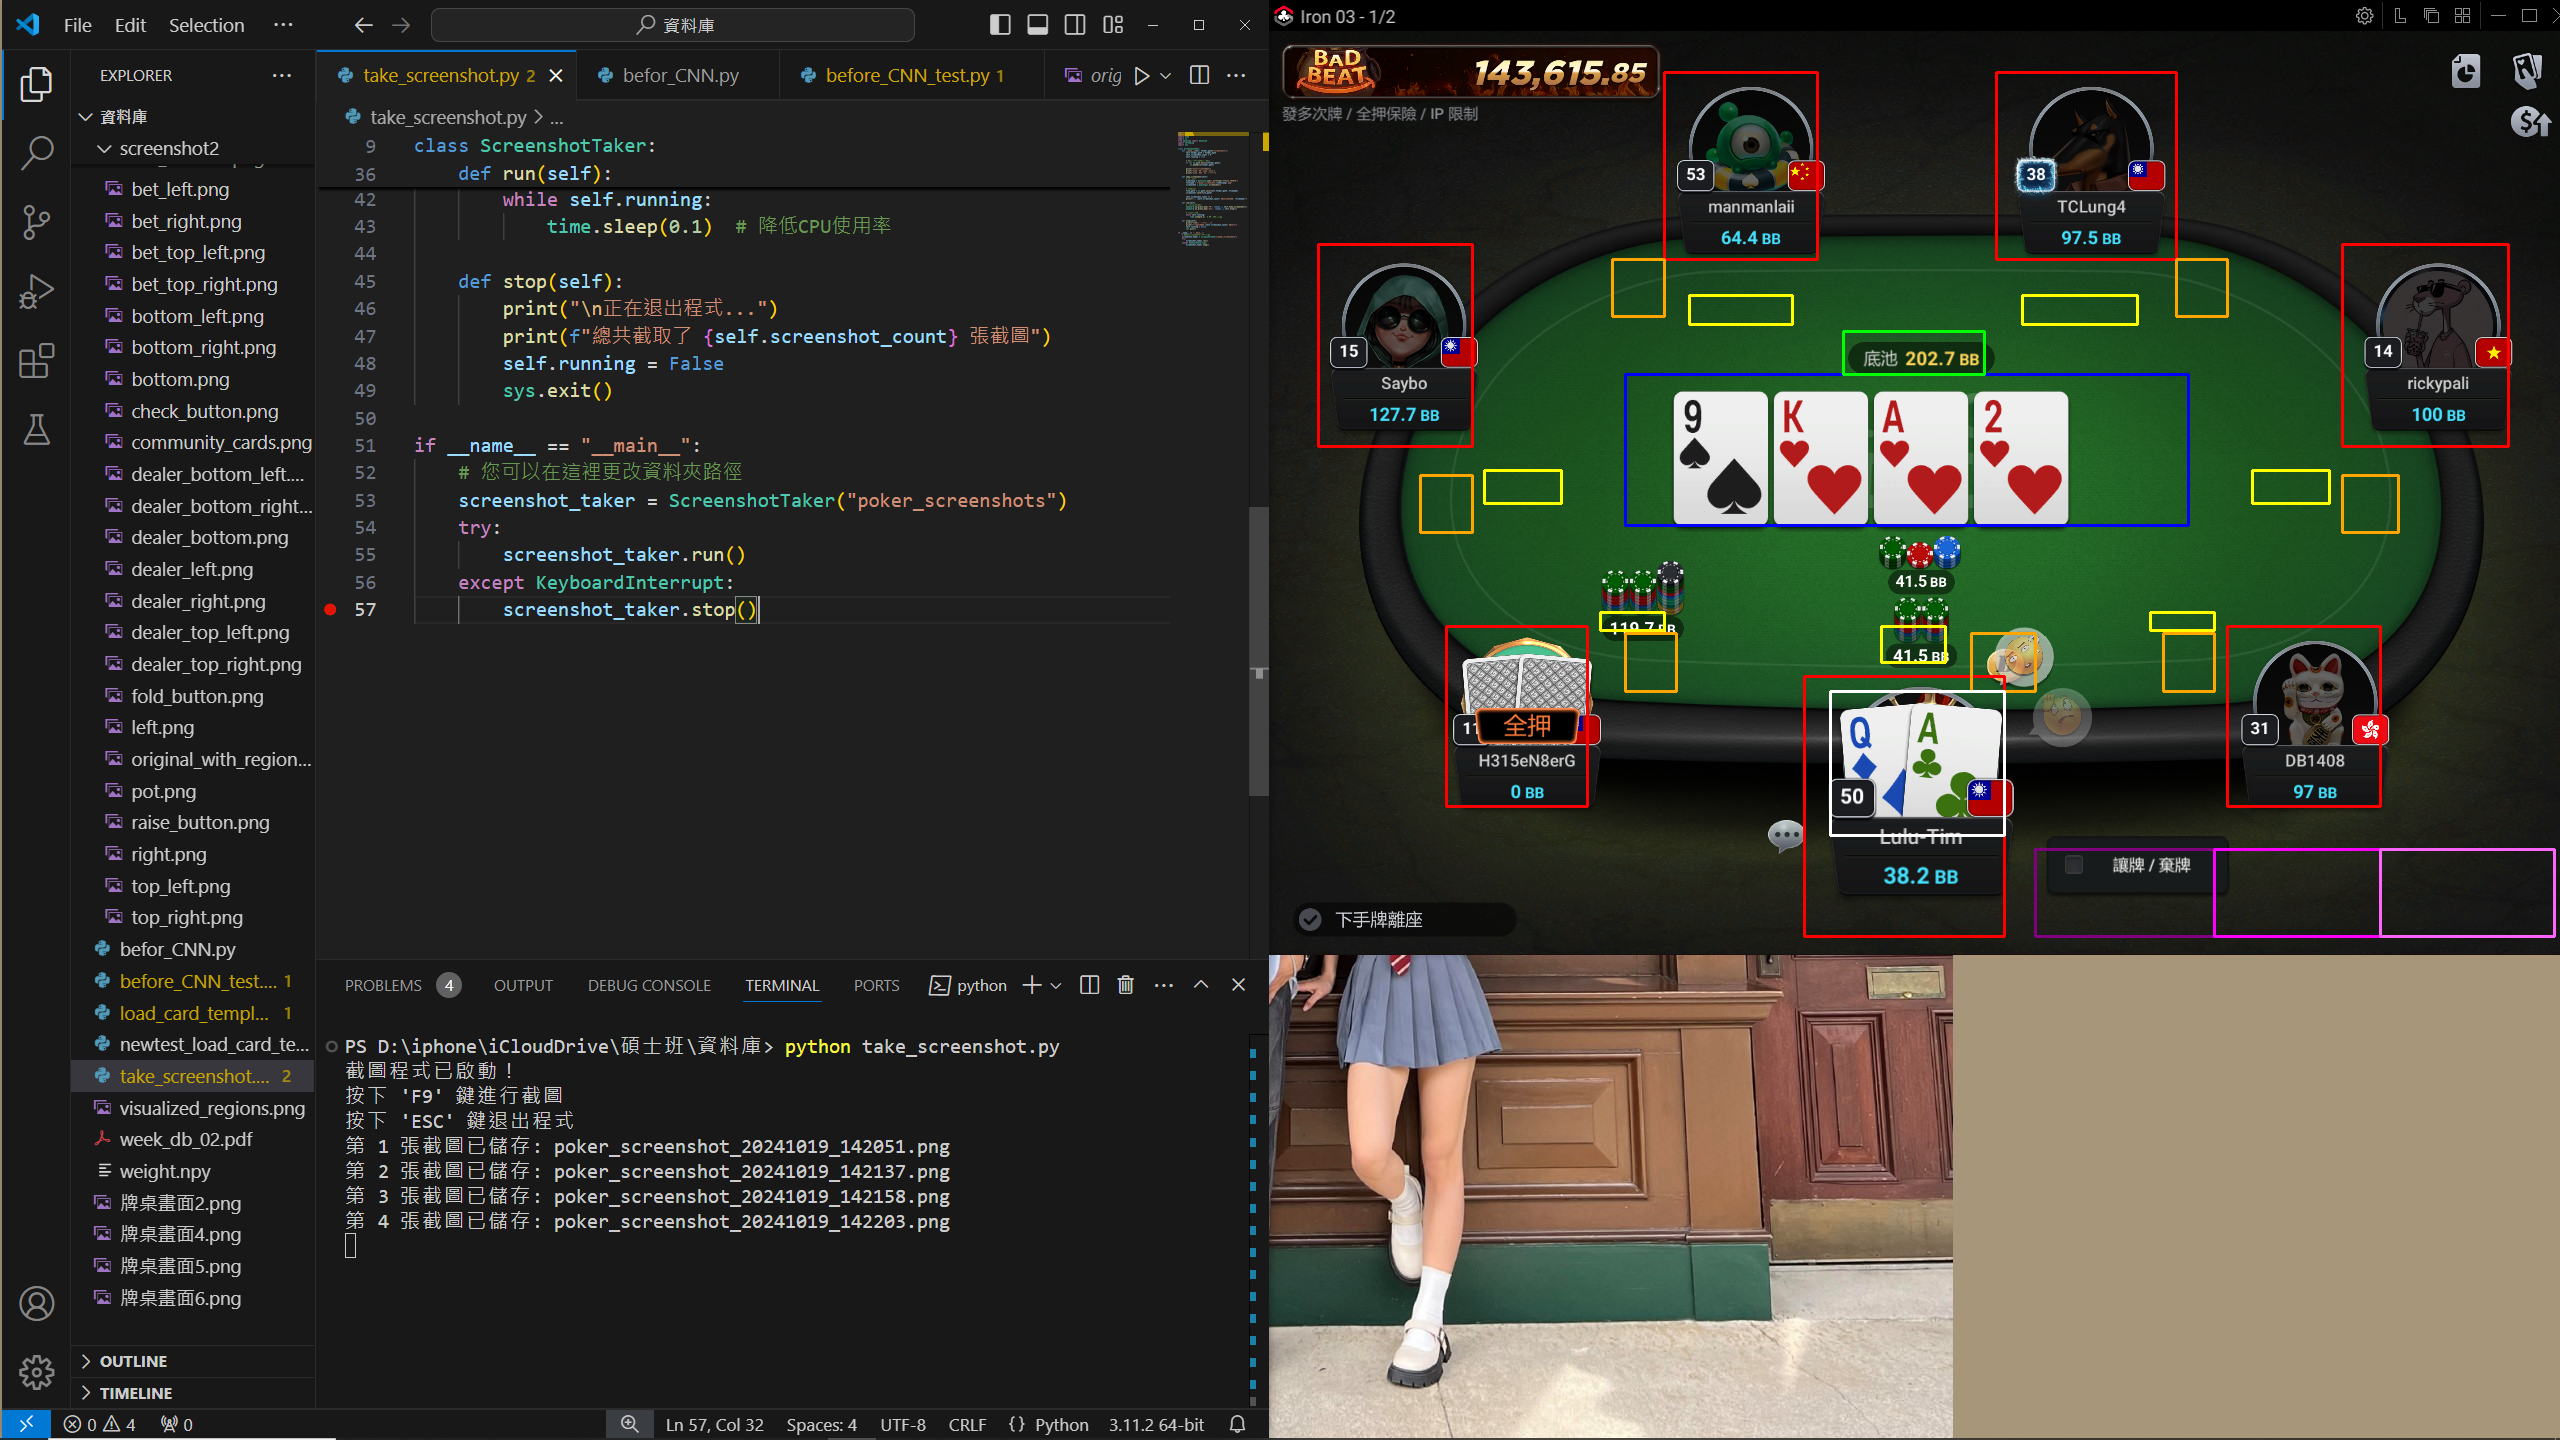 File Edit Selection ...
資料庫
EXPLORER
資料庫
screenshot2
bet_left.png
bet_right.png
bet_top_left.png
bet_top_right.png
bottom_left.png
bottom_right.png
bottom.png
check_button.png
community_cards.png
dealer_bottom_left....
dealer_bottom_right...
dealer_bottom.png
dealer_left.png
dealer_right.png
dealer_top_left.png
dealer_top_right.png
fold_button.png
left.png
original_with_region...
pot.png
raise_button.png
right.png
top_left.png
top_right.png
befor_CNN.py
before_CNN_test.... 1
load_card_templ... 1
newtest_load_card_te...
take_screenshot.... 2
visualized_regions.png
week_db_02.pdf
weight.npy
牌桌畫面2.png
牌桌畫面4.png
牌桌畫面5.png
牌桌畫面6.png
OUTLINE
TIMELINE
take_screenshot.py 2
befor_CNN.py
before_CNN_test.py 1
orig
take_screenshot.py > ...
9 class ScreenshotTaker:
36 def run(self):
42 while self.running:
43 time.sleep(0.1) # 降低CPU使用率
44
45 def stop(self):
46 print("\n正在退出程式...")
47 print(f"總共截取了 {self.screenshot_count} 張截圖")
48 self.running = False
49 sys.exit()
50
51 if __name__ == "__main__":
52 # 您可以在這裡更改資料夾路徑
53 screenshot_taker = ScreenshotTaker("poker_screenshots")
54 try:
55 screenshot_taker.run()
56 except KeyboardInterrupt:
57 screenshot_taker.stop()
PROBLEMS 4 OUTPUT DEBUG CONSOLE TERMINAL PORTS python
PS D:\iphone\iCloudDrive\碩士班\資料庫> python take_screenshot.py
截圖程式已啟動！
按下 'F9' 鍵進行截圖
按下 'ESC' 鍵退出程式
第 1 張截圖已儲存: poker_screenshot_20241019_142051.png
第 2 張截圖已儲存: poker_screenshot_20241019_142137.png
第 3 張截圖已儲存: poker_screenshot_20241019_142158.png
第 4 張截圖已儲存: poker_screenshot_20241019_142203.png
0 4 0
Ln 57, Col 32 Spaces: 4 UTF-8 CRLF {} Python 3.11.2 64-bit
Iron 03 - 1/2
BAD BEAT 143,615.85
發多次牌 / 全押保險 / IP 限制
53
manmanlaii
64.4 BB
38
TCLung4
97.5 BB
15
Saybo
127.7 BB
14
rickypali
100 BB
底池 202.7 BB
9 K A 2
41.5 BB
119.7 BB
41.5 BB
全押
H315eN8erG
0 BB
Q A
50
Lulu-Tim
38.2 BB
31
DB1408
97 BB
讓牌 / 棄牌
下手牌離座